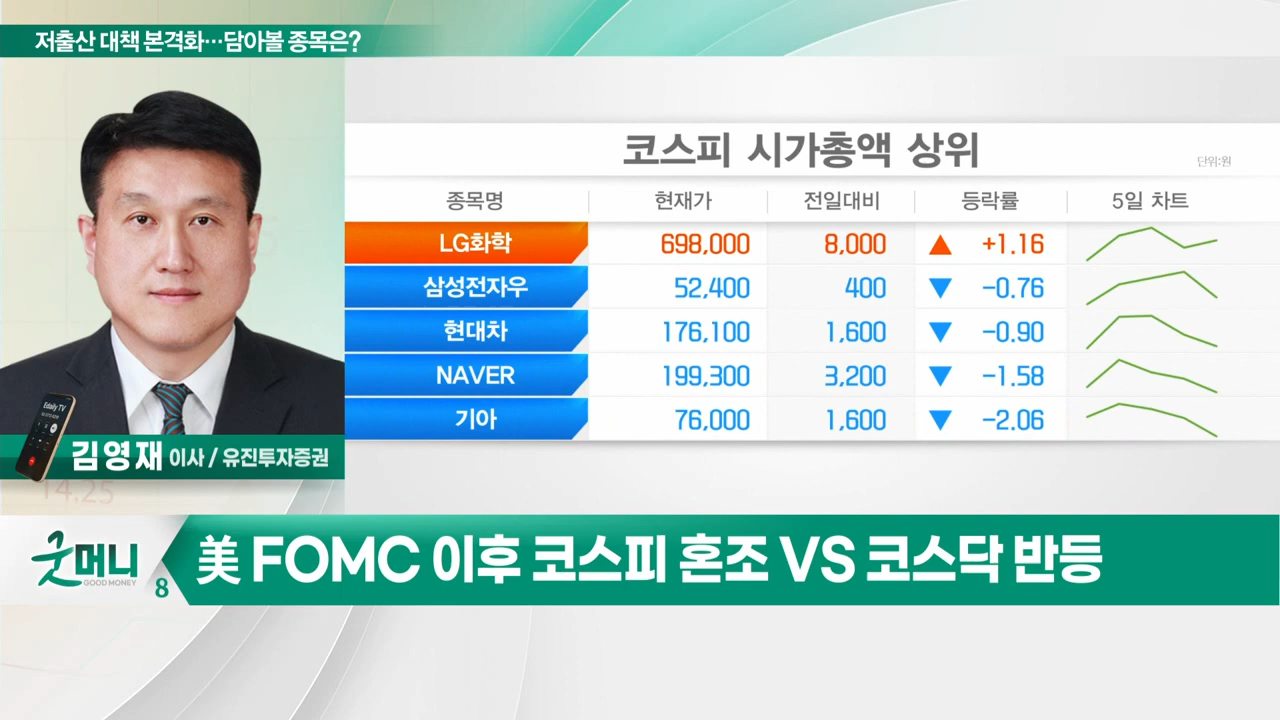 저출산 대책 본격화…담아볼 종목은?
코스피 시가총액 상위
단위:원
종목명 현재가 전일대비 등락률 5일 차트
LG화학 698,000 8,000 ▲ +1.16
삼성전자우 52,400 400 ▼ -0.76
현대차 176,100 1,600 ▼ -0.90
NAVER 199,300 3,200 ▼ -1.58
기아 76,000 1,600 ▼ -2.06
Edaily TV
김영재 이사 / 유진투자증권
14.25
굿머니
GOOD MONEY
8
美 FOMC 이후 코스피 혼조 VS 코스닥 반등